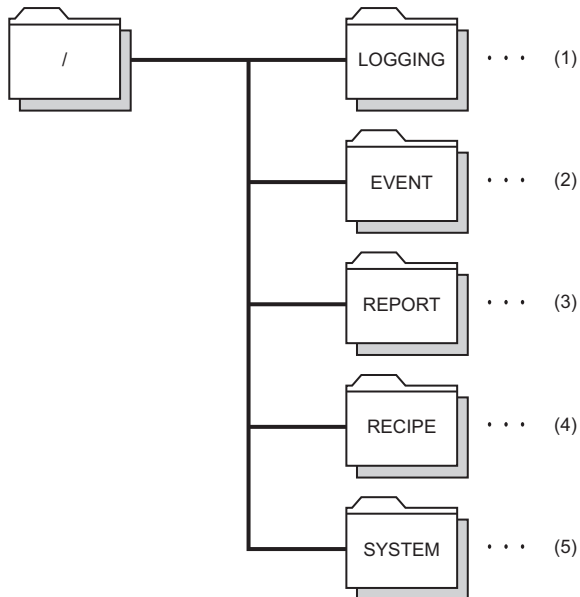 /
LOGGING ・・・ (1)
EVENT ・・・ (2)
REPORT ・・・ (3)
RECIPE ・・・ (4)
SYSTEM ・・・ (5)